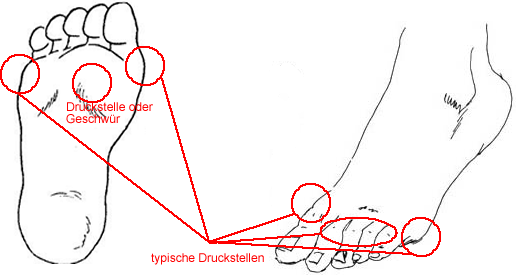 Druckstelle oder
Geschwür
typische Druckstellen